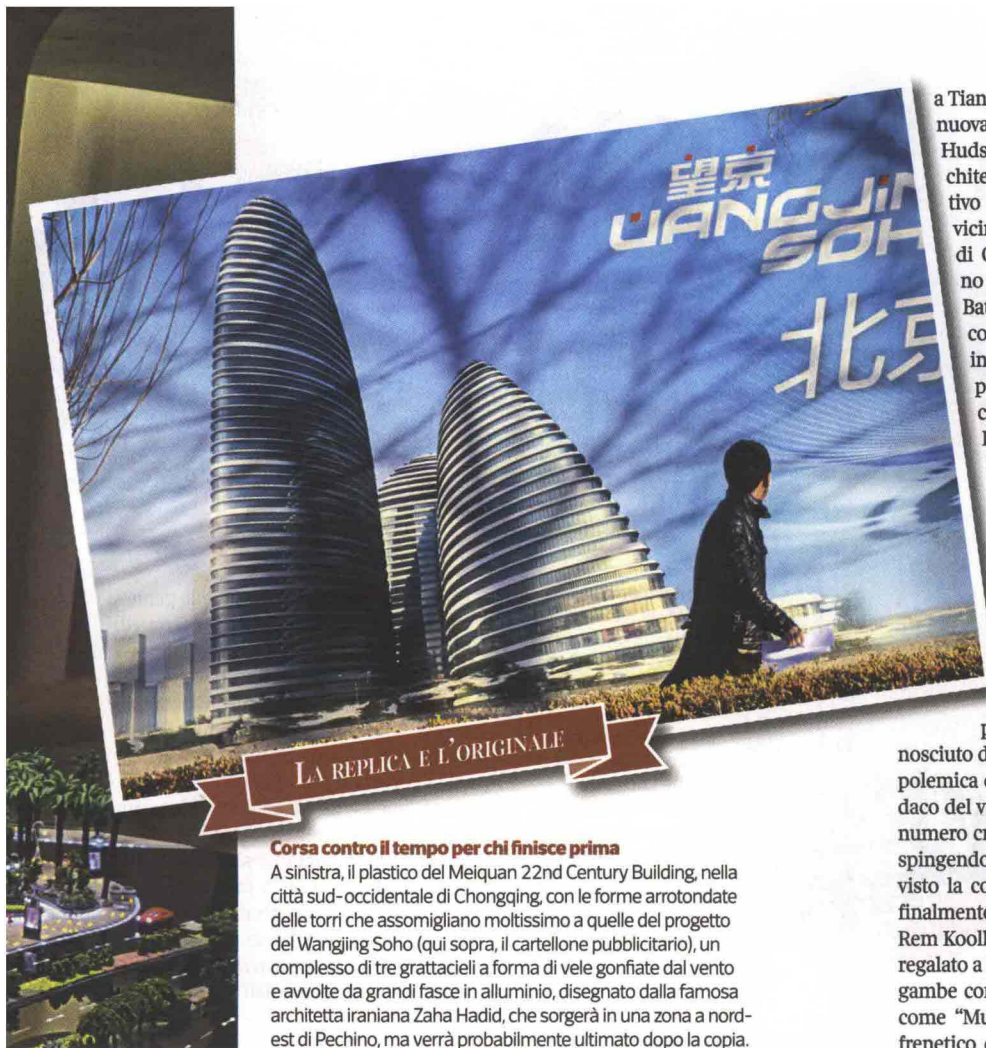 望京
WANGJIN
SOH
北京
LA REPLICA E L'ORIGINALE
Corsa contro il tempo per chi finisce prima
A sinistra, il plastico del Meiquan 22nd Century Building, nella
città sud-occidentale di Chongqing, con le forme arrotondate
delle torri che assomigliano moltissimo a quelle del progetto
del Wangjing Soho (qui sopra, il cartellone pubblicitario), un
complesso di tre grattacieli a forma di vele gonfiate dal vento
e avvolte da grandi fasce in alluminio, disegnato dalla famosa
architetta iraniana Zaha Hadid, che sorgerà in una zona a nord-
est di Pechino, ma verrà probabilmente ultimato dopo la copia.
a Tian
nuova
Huds
chite
tivo
vicin
di
no
Bat
co
in
p
c
nosciuto d
polemica
daco del v
numero cr
spingendo
visto la co
finalmente
Rem Kooll
regalato a
gambe co
come “Mu
frenetico